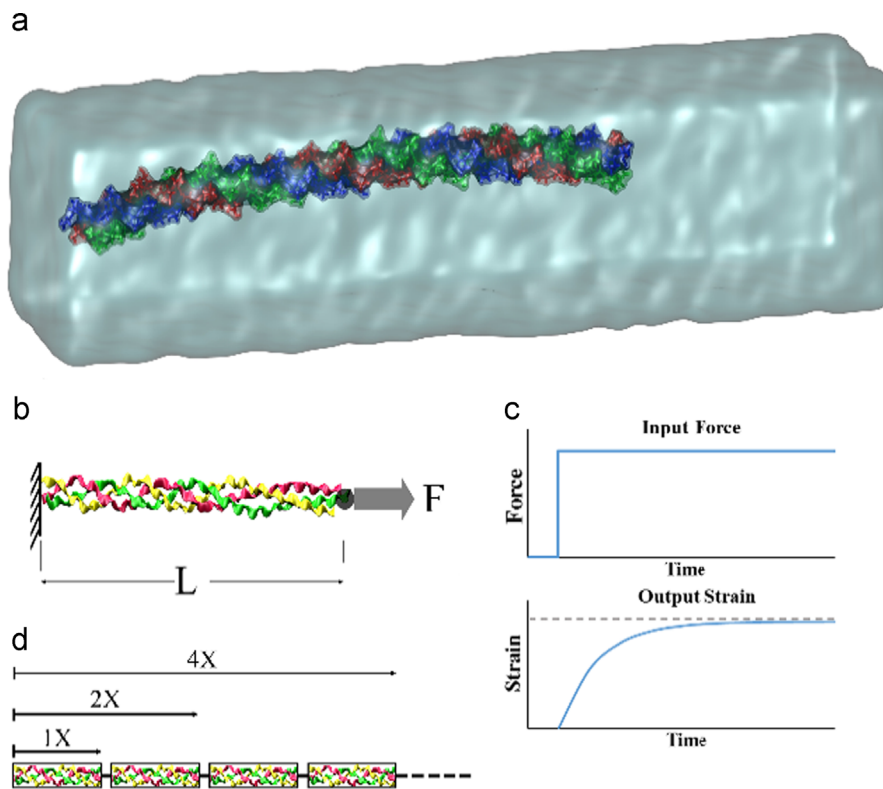 a
b
c
Input Force
Force
Time
F
L
Output Strain
Strain
Time
d
4X
2X
1X